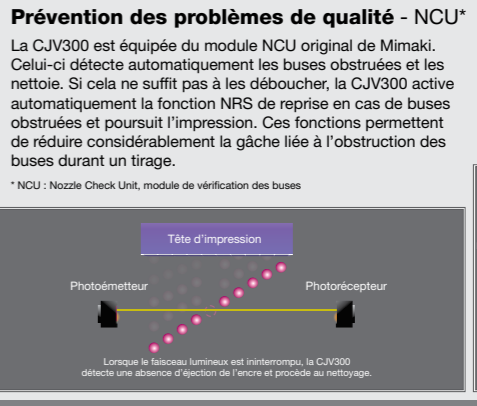 Prévention des problèmes de qualité - NCU*
La CJV300 est équipée du module NCU original de Mimaki.
Celui-ci détecte automatiquement les buses obstruées et les
nettoie. Si cela ne suffit pas à les déboucher, la CJV300 active
automatiquement la fonction NRS de reprise en cas de buses
obstruées et poursuit l'impression. Ces fonctions permettent
de réduire considérablement la gâche liée à l'obstruction des
buses durant un tirage.
* NCU : Nozzle Check Unit, module de vérification des buses
Tête d'impression
Photoémetteur
Photorécepteur
Lorsque le faisceau lumineux est ininterrompu, la CJV300
détecte une absence d'éjection de l'encre et procède au nettoyage.